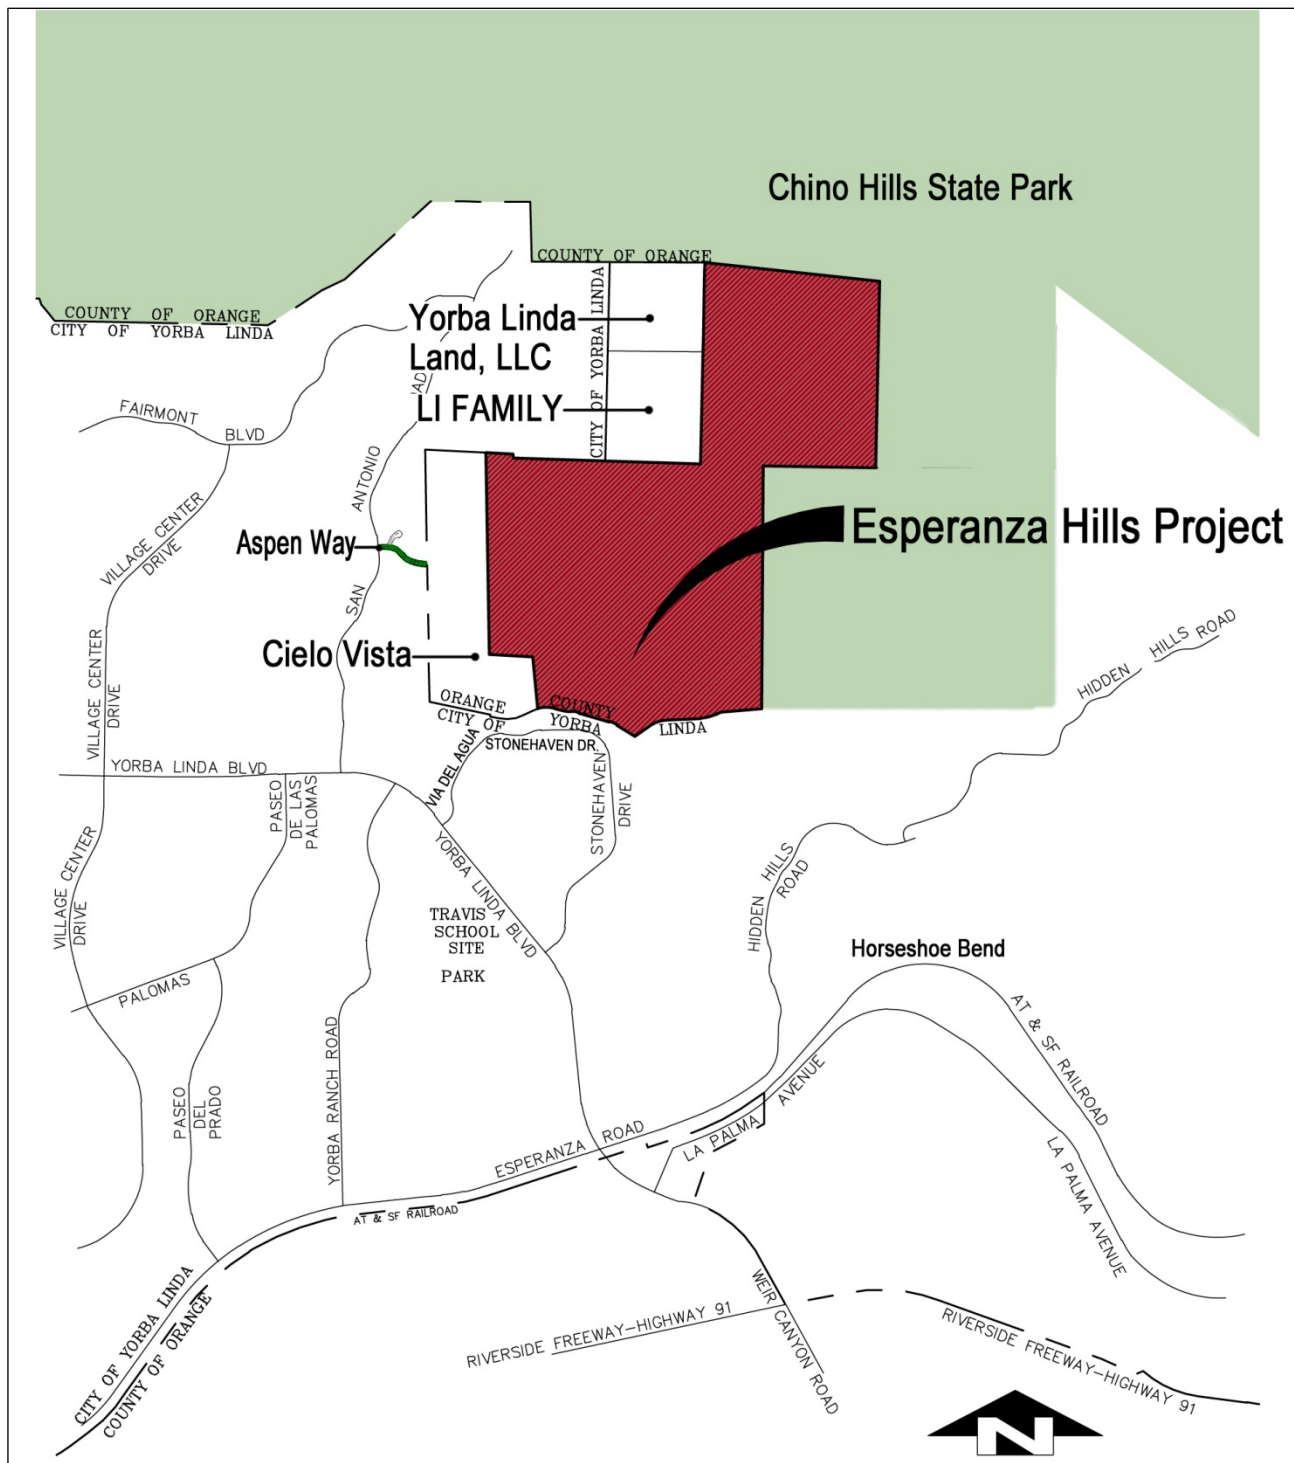 Chino Hills State Park
COUNTY OF ORANGE
CITY OF YORBA LINDA
COUNTY OF ORANGE
CITY OF YORBA LINDA
Yorba Linda
Land, LLC
LI FAMILY
FAIRMONT
BLVD
VILLAGE CENTER
DRIVE
SAN
ANTONIO
Aspen Way
Esperanza Hills Project
Cielo Vista
VILLAGE CENTER
DRIVE
ORANGE
COUNTY
CITY OF
YORBA
LINDA
STONEHAVEN DR.
VIA DEL AGUA
STONEHAVEN
DRIVE
HIDDEN HILLS ROAD
YORBA LINDA BLVD
PASEO
DE LAS
PALOMAS
VILLAGE CENTER
DRIVE
YORBA LINDA BLVD
HIDDEN HILLS
ROAD
TRAVIS
SCHOOL
SITE
PARK
Horseshoe Bend
PALOMAS
YORBA RANCH ROAD
PASEO
DEL
PRADO
AT & SF RAILROAD
LA PALMA AVENUE
ESPERANZA ROAD
LA PALMA AVENUE
AT & SF RAILROAD
CITY OF YORBA LINDA
COUNTY OF ORANGE
WEIR CANYON ROAD
RIVERSIDE FREEWAY-HIGHWAY 91
RIVERSIDE FREEWAY-HIGHWAY 91
N